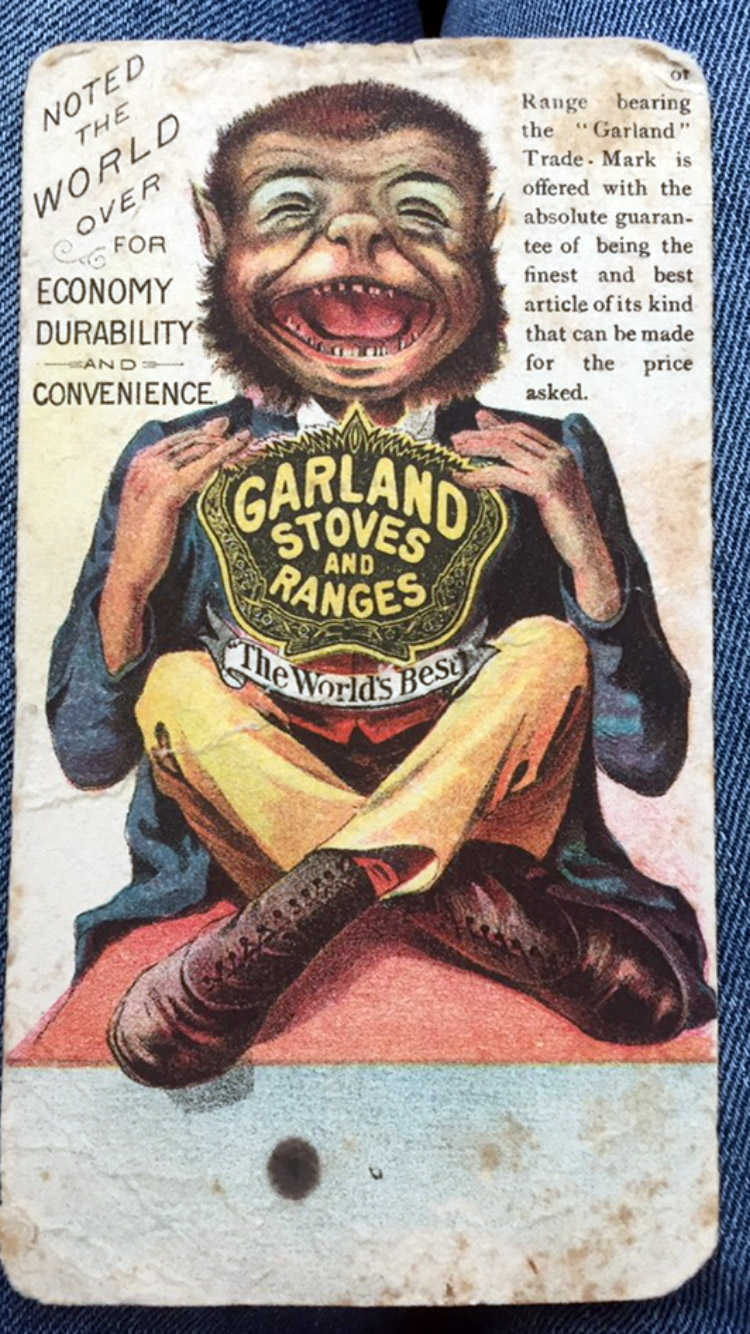 NOTED
THE
WORLD
OVER
FOR
ECONOMY
DURABILITY
AND
CONVENIENCE.
or
Range bearing
the "Garland"
Trade-Mark is
offered with the
absolute guaran-
tee of being the
finest and best
article of its kind
that can be made
for the price
asked.
GARLAND
STOVES
AND
RANGES
"The World's Best"